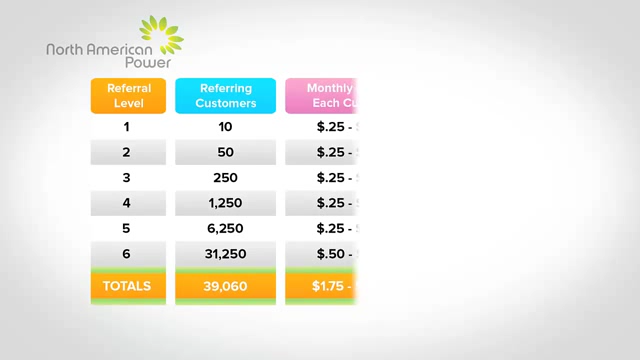 North American
Power
Referral Level Referring Customers Monthly Each Cu
1 10 $.25 -
2 50 $.25 -
3 250 $.25 -
4 1,250 $.25 -
5 6,250 $.25 -
6 31,250 $.50 -
TOTALS 39,060 $1.75 -